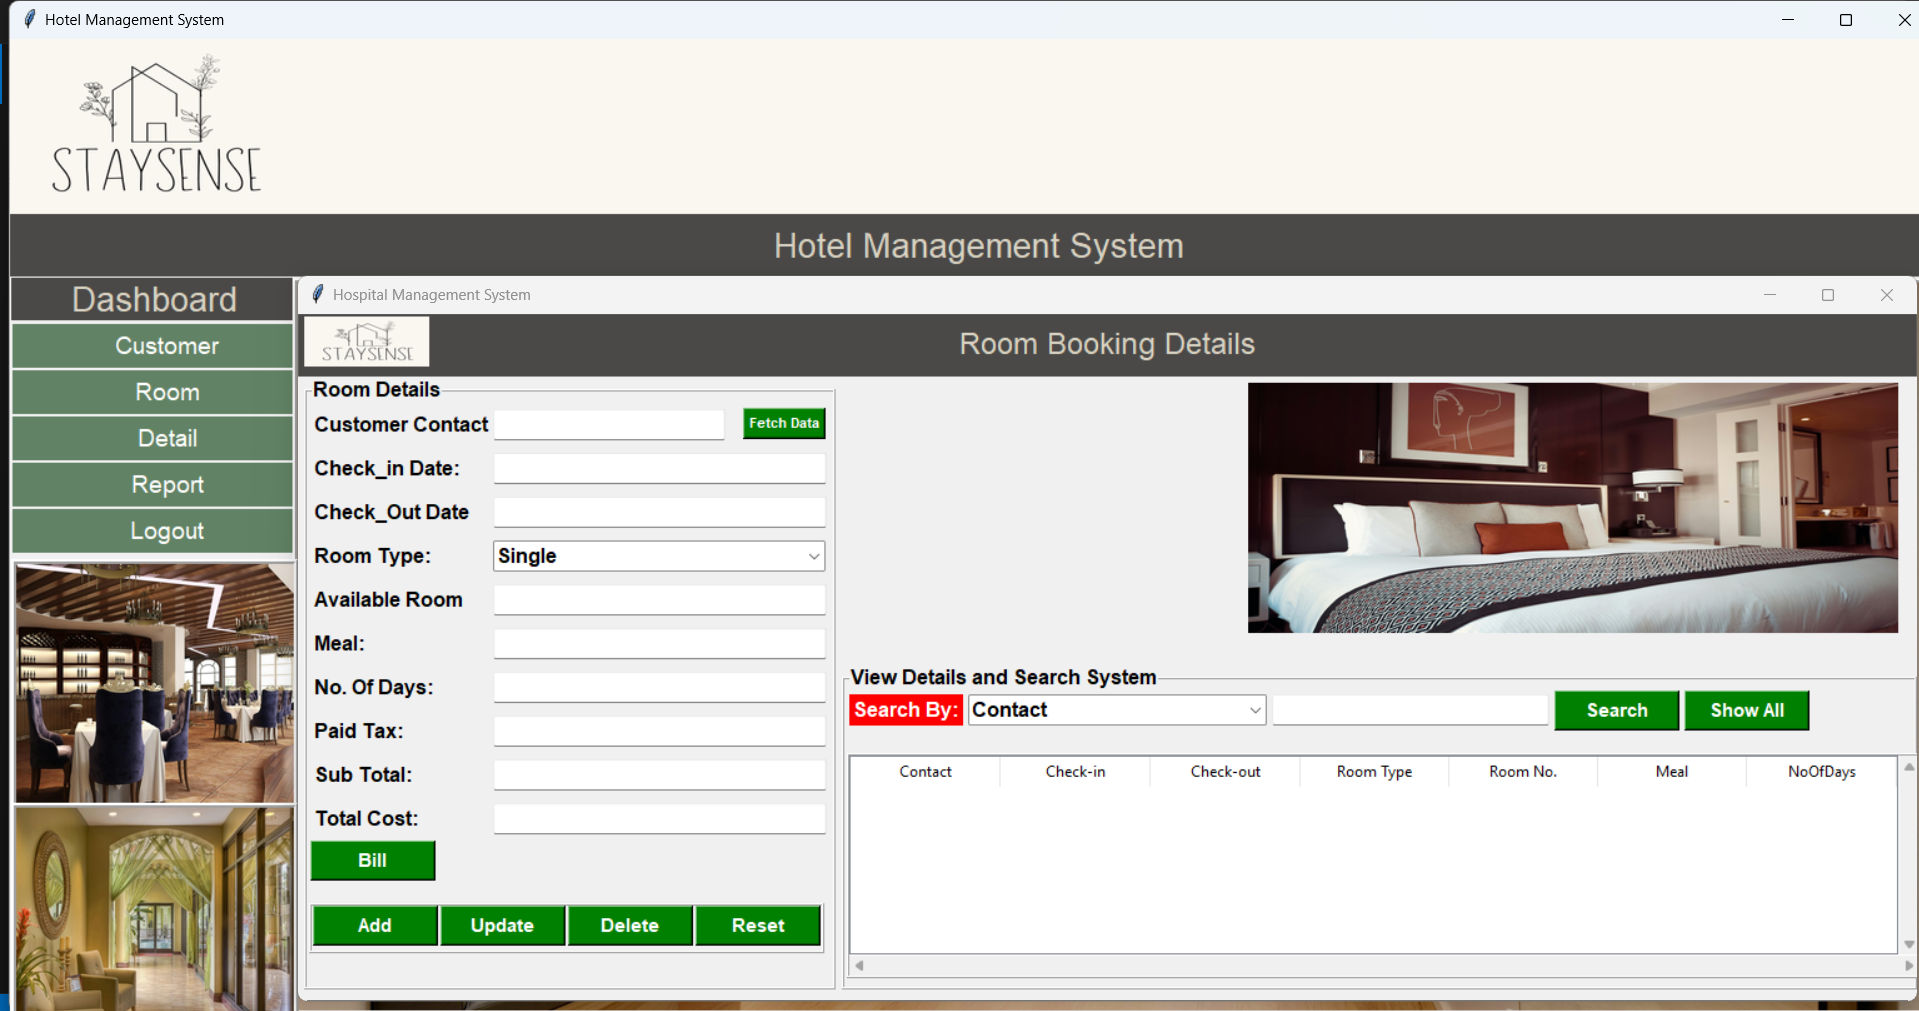 Hotel Management System
STAYSENSE
Hotel Management System
Dashboard
Customer
Room
Detail
Report
Logout
Hospital Management System
STAYSENSE
Room Booking Details
Room Details
Customer Contact
Fetch Data
Check_in Date:
Check_Out Date
Room Type:
Single
Available Room
Meal:
No. Of Days:
Paid Tax:
Sub Total:
Total Cost:
Bill
Add Update Delete Reset
View Details and Search System
Search By: Contact Search Show All
Contact Check-in Check-out Room Type Room No. Meal NoOfDays